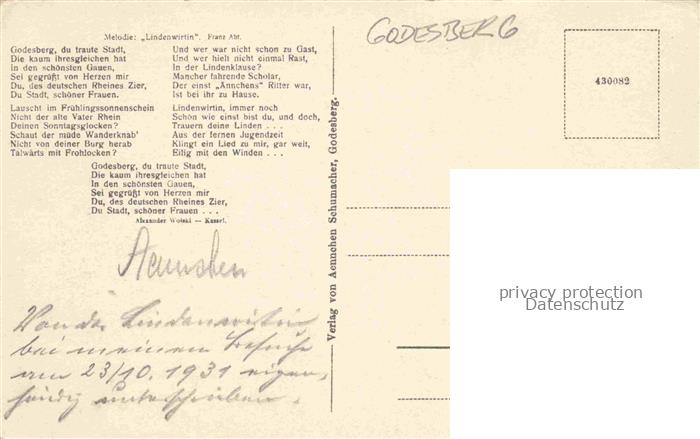 Melodie: „Lindenwirtin“. Franz Abt.
Godesberg, du traute Stadt,
Die kaum ihresgleichen hat
In den schönsten Gauen,
Sei gegrüßt von Herzen mir
Du, des deutschen Rheines Zier,
Du Stadt, schöner Frauen.
Lauscht im Frühlingssonnenschein
Nicht der alte Vater Rhein
Deinen Sonntagsglocken?
Schaut der müde Wanderknab'
Nicht von deiner Burg herab
Talwärts mit Frohlocken?
Und wer war nicht schon zu Gast,
Und wer hielt nicht einmal Rast,
In der Lindenklause?
Mancher fahrende Scholar,
Der einst „Ännchens“ Ritter war,
Ist bei ihr zu Hause.
Lindenwirtin, immer noch
Schön wie einst bist du, und doch,
Trauern deine Linden . . .
Aus der fernen Jugendzeit
Klingt ein Lied zu mir, gar weit,
Eilig mit den Winden . . .
Godesberg, du traute Stadt,
Die kaum ihresgleichen hat
In den schönsten Gauen,
Sei gegrüßt von Herzen mir
Du, des deutschen Rheines Zier,
Du Stadt, schöner Frauen . . .
Alexander Wolski — Kassel.
Aennchen
Von der Lindenwirtin
bei meinem Besuche
am 23/10. 1931 eigen-
händig unterschrieben.
Verlag von Aennchen Schumacher, Godesberg.
GODESBERG
430082
privacy protection
Datenschutz